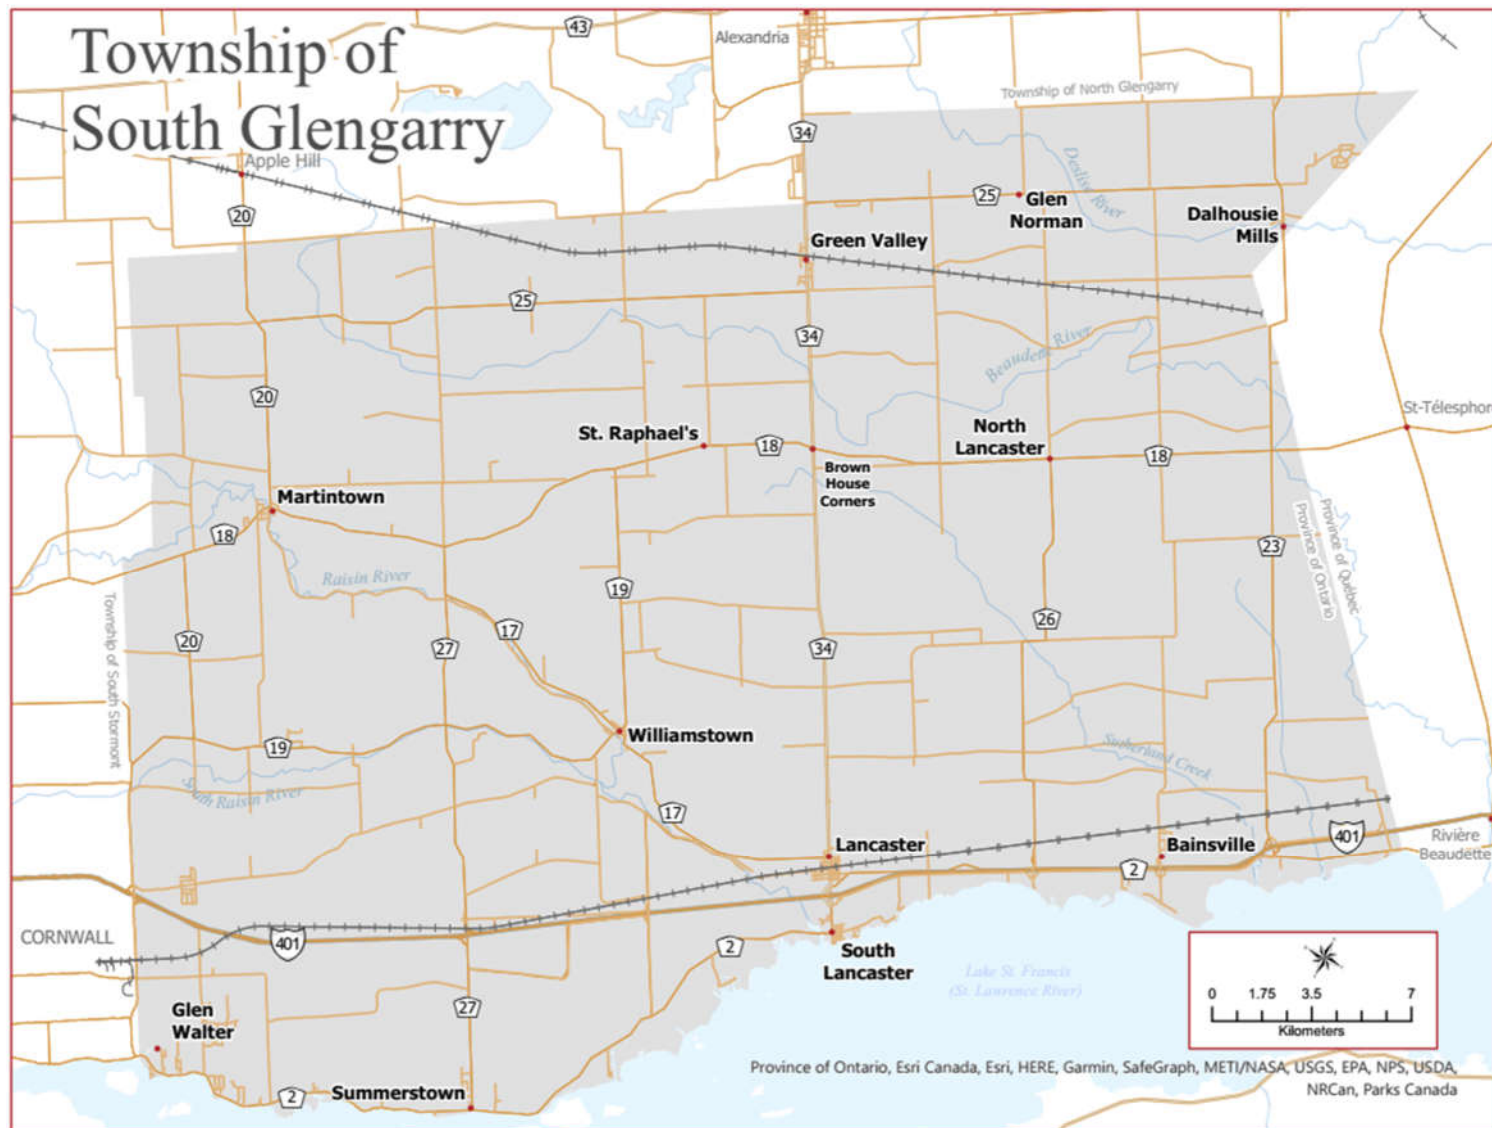 Township of
South Glengarry
43
Alexandria
Township of North Glengarry
34
Apple Hill
20
25
Glen
Norman
Deslise River
Dalhousie
Mills
Green Valley
25
34
Beaudette River
20
St-Télesphor
St. Raphael's
18
North
Lancaster
18
Brown
House
Corners
Martintown
18
Province of Québec
Province of Ontario
23
Raisin River
19
Township of South Stormont
20
17
26
27
34
Williamstown
19
Sutherland Creek
South Raisin River
17
Lancaster
Bainsville
401
Rivière
Beaudette
2
CORNWALL
401
2
South
Lancaster
Lake St. Francis
(St. Lawrence River)
0 1.75 3.5 7
Kilometers
Glen
Walter
27
2
Summerstown
Province of Ontario, Esri Canada, Esri, HERE, Garmin, SafeGraph, METI/NASA, USGS, EPA, NPS, USDA,
NRCan, Parks Canada